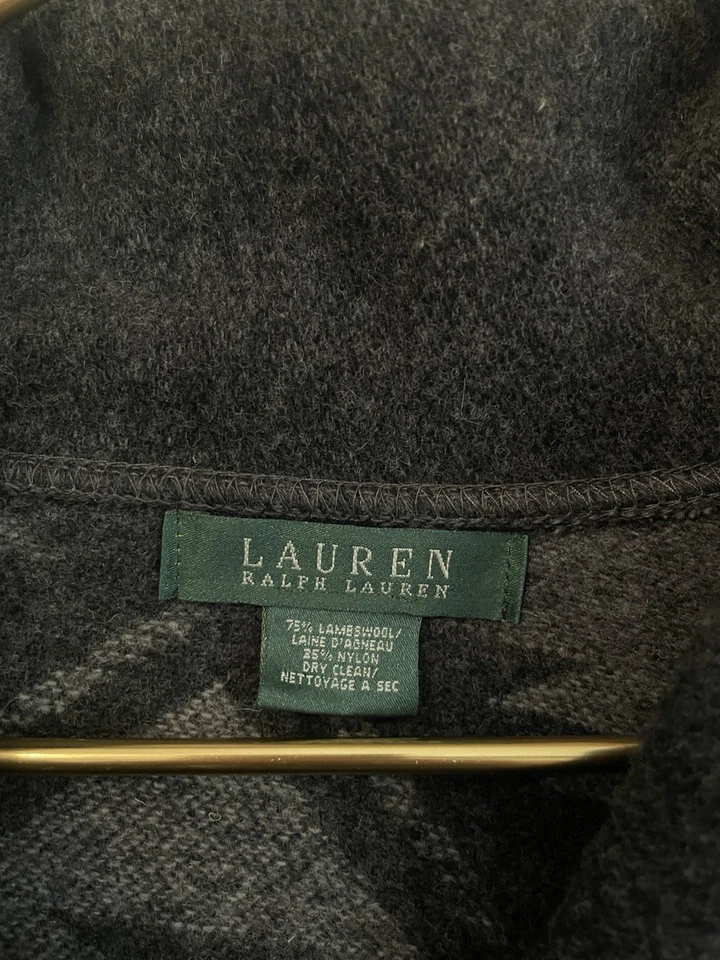 LAUREN
RALPH LAUREN
75% LAMBSWOOL/
LAINE D'AGNEAU
25% NYLON
DRY CLEAN/
NETTOYAGE A SEC